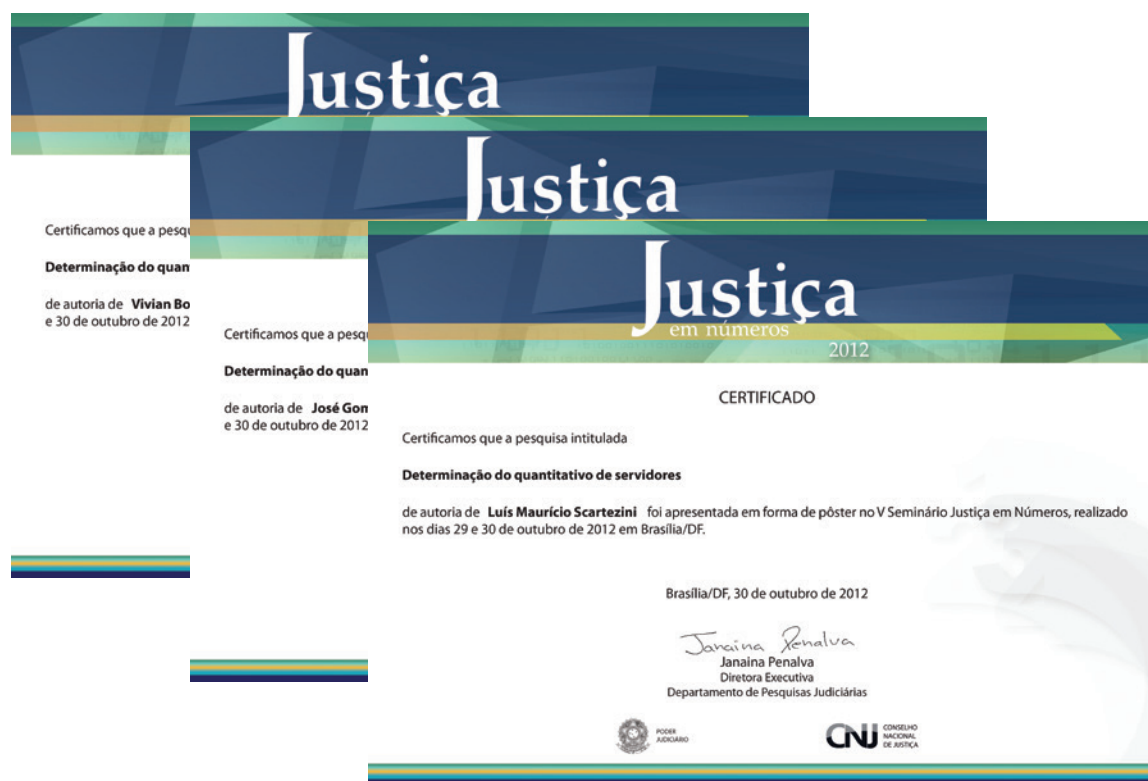 Justiça
Certificamos que a pesq
Determinação do quan
de autoria de Vivian Bo
e 30 de outubro de 2012
Justiça
Certificamos que a pesq
Determinação do quan
de autoria de José Gon
e 30 de outubro de 2012
Justiça
em números
2012
CERTIFICADO
Certificamos que a pesquisa intitulada
Determinação do quantitativo de servidores
de autoria de Luís Maurício Scartezini foi apresentada em forma de pôster no V Seminário Justiça em Números, realizado
nos dias 29 e 30 de outubro de 2012 em Brasília/DF.
Brasília/DF, 30 de outubro de 2012
Janaina Penalva
Janaina Penalva
Diretora Executiva
Departamento de Pesquisas Judiciárias
PODER
JUDICIÁRIO
CNJ
CONSELHO
NACIONAL
DE JUSTIÇA